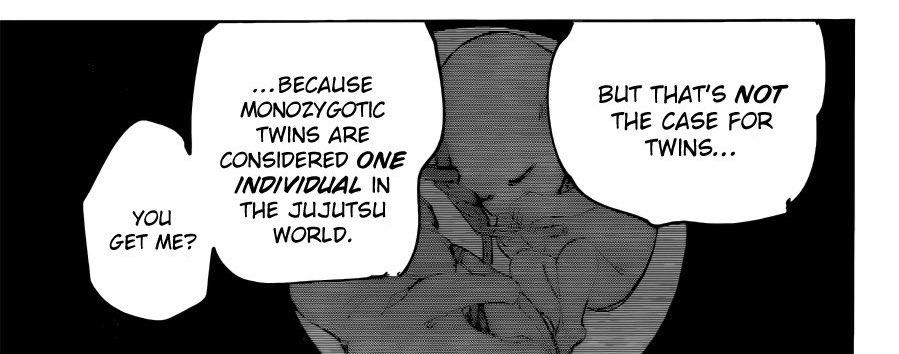 BUT THAT'S NOT
THE CASE FOR
TWINS...
...BECAUSE
MONOZYGOTIC
TWINS ARE
CONSIDERED ONE
INDIVIDUAL IN
THE JUJUTSU
WORLD.
YOU
GET ME?